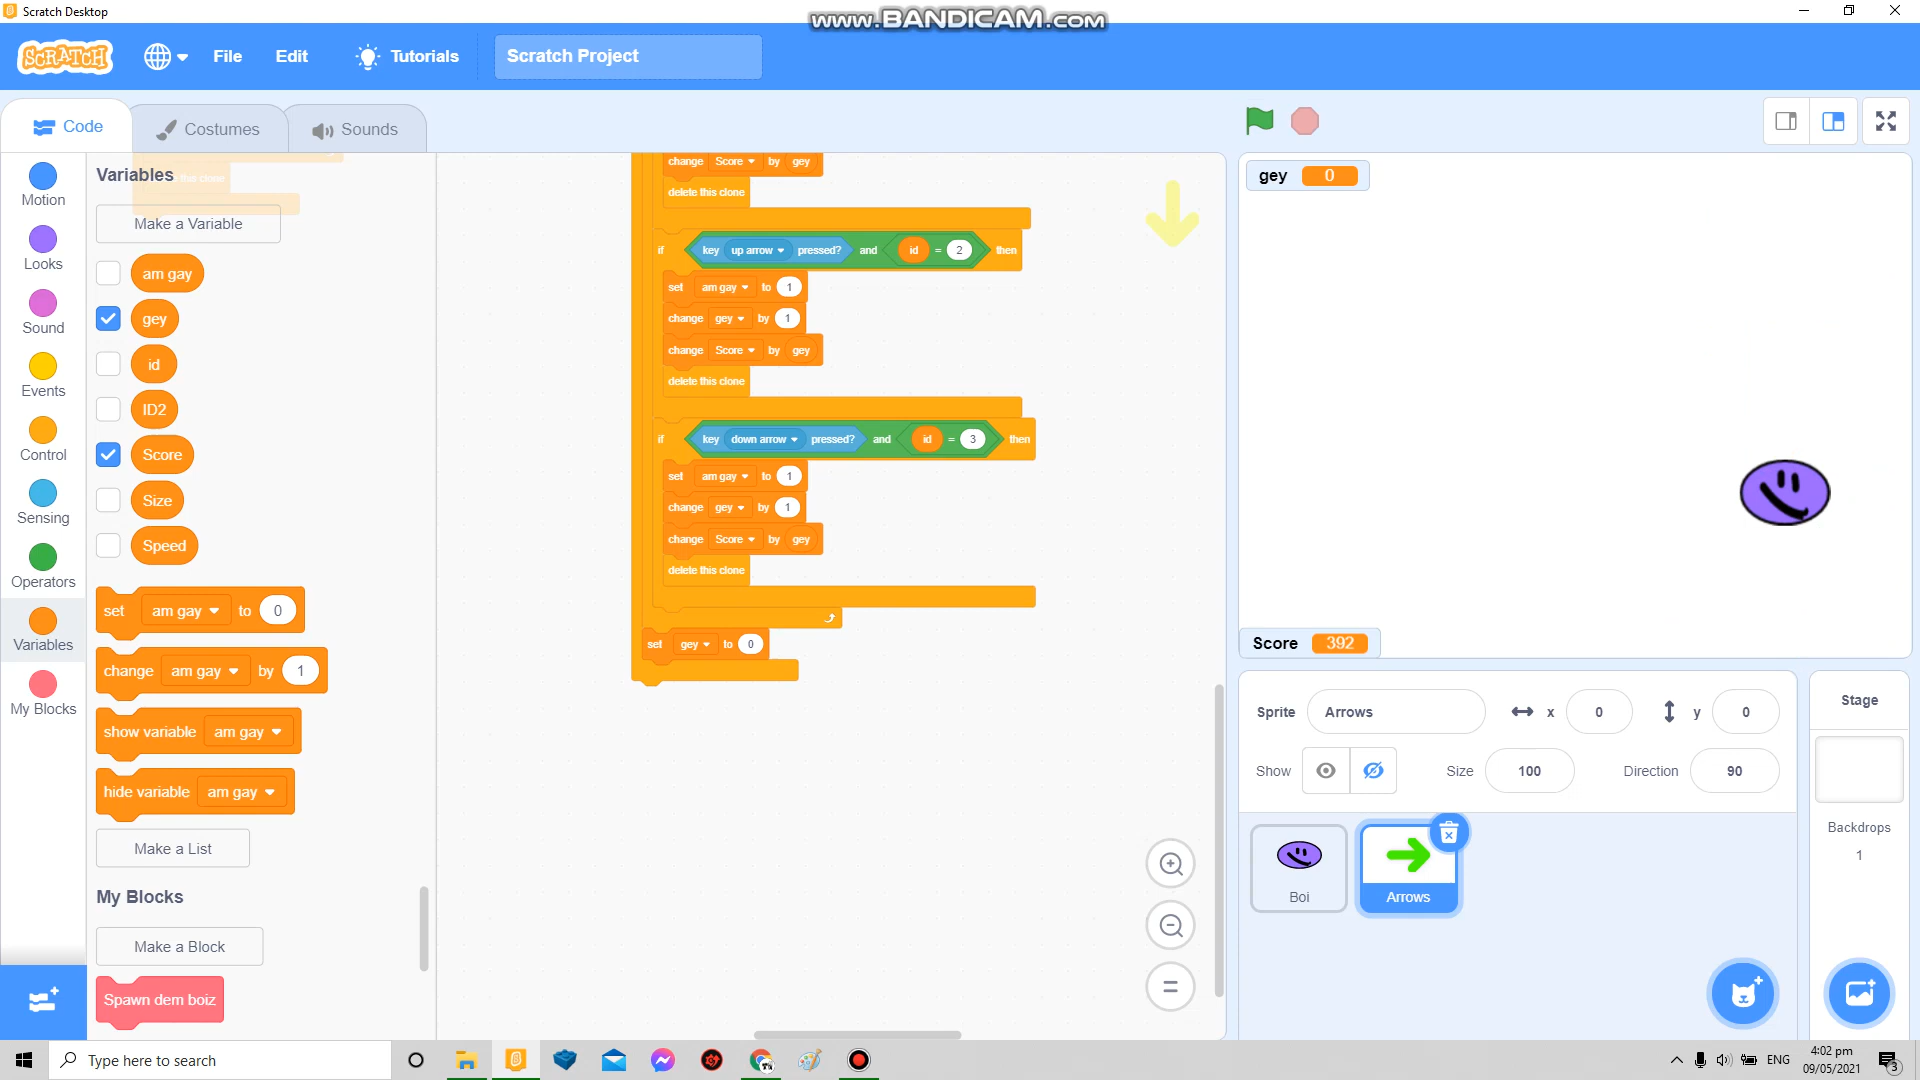 Scratch Desktop
www.BANDICAM.com
SCRATCH
File
Edit
Tutorials
Scratch Project
Code
Costumes
Sounds
Motion
Looks
Sound
Events
Control
Sensing
Operators
Variables
My Blocks
Variables
Make a Variable
am gay
gey
id
ID2
Score
Size
Speed
set am gay to 0
change am gay by 1
show variable am gay
hide variable am gay
Make a List
My Blocks
Make a Block
Spawn dem boiz
change Score by gey
delete this clone
if key up arrow pressed? and id = 2 then
set am gay to 1
change gey by 1
change Score by gey
delete this clone
if key down arrow pressed? and id = 3 then
set am gay to 1
change gey by 1
change Score by gey
delete this clone
set gey to 0
gey 0
Score 392
Sprite Arrows x 0 y 0
Show Size 100 Direction 90
Boi
Arrows
Stage
Backdrops
1
Type here to search
ENG
4:02 pm
09/05/2021
3